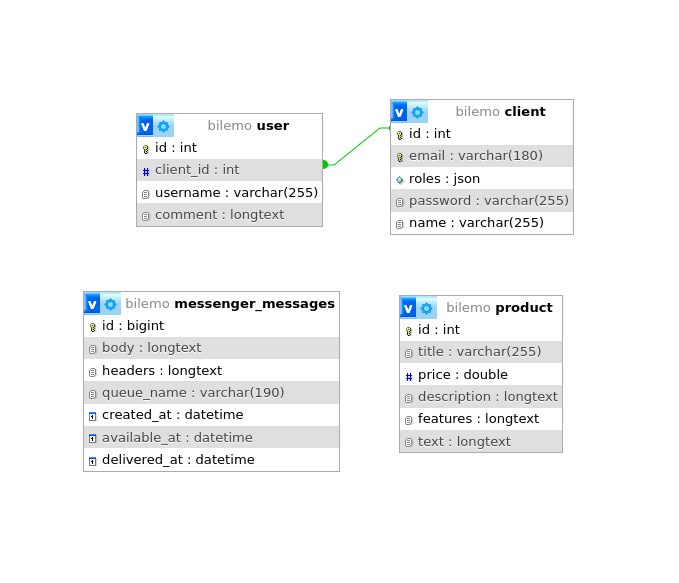 v bilemo user
id : int
client_id : int
username : varchar(255)
comment : longtext
v bilemo client
id : int
email : varchar(180)
roles : json
password : varchar(255)
name : varchar(255)
v bilemo messenger_messages
id : bigint
body : longtext
headers : longtext
queue_name : varchar(190)
created_at : datetime
available_at : datetime
delivered_at : datetime
v bilemo product
id : int
title : varchar(255)
price : double
description : longtext
features : longtext
text : longtext